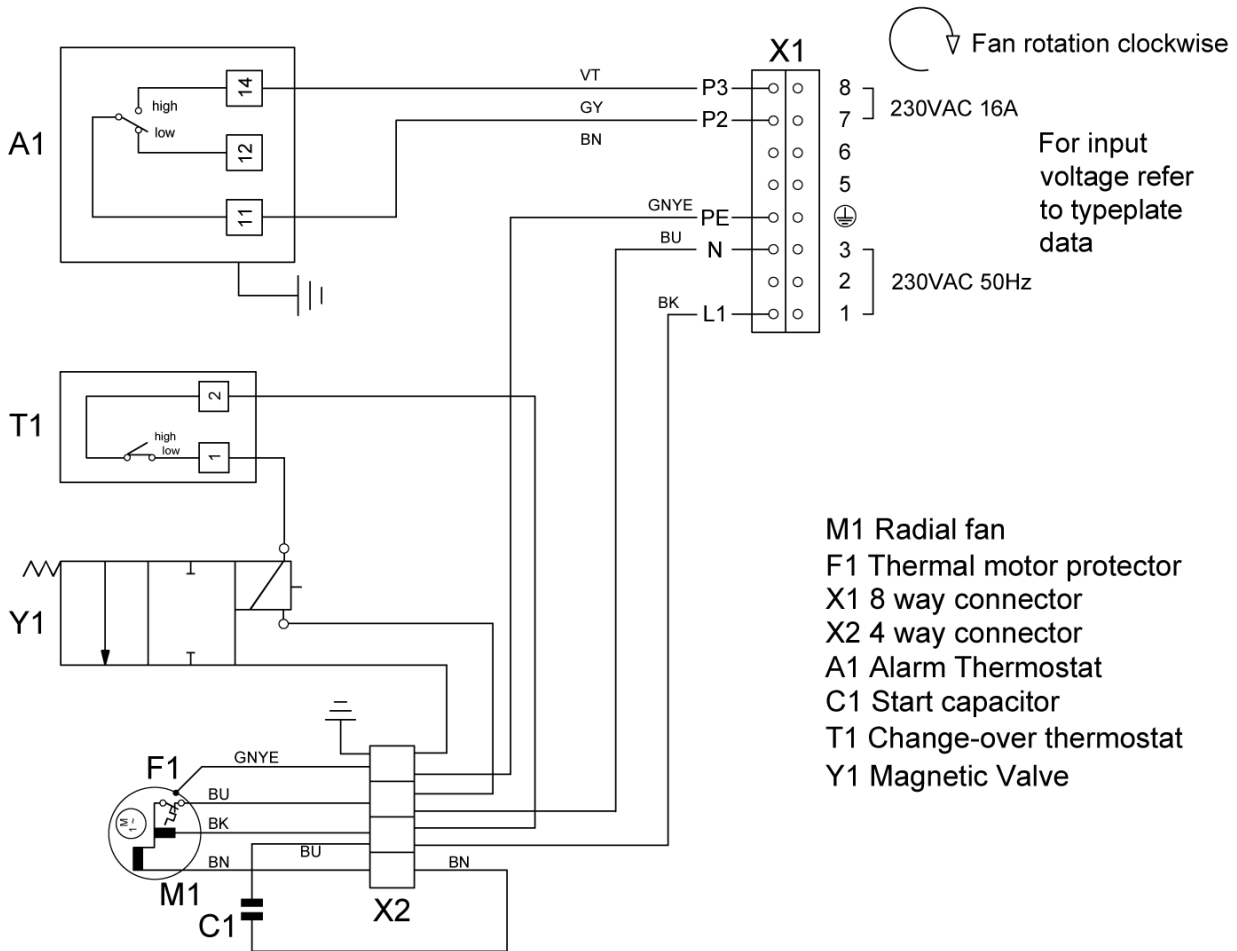 X1
Fan rotation clockwise
A1
14
high
low
12
11
VT
P3
8
GY
P2
7
230VAC 16A
BN
6
5
For input
voltage refer
to typeplate
data
GNYE
PE
BU
N
3
2
230VAC 50Hz
BK
L1
1
T1
2
high
low
1
Y1
M1 Radial fan
F1 Thermal motor protector
X1 8 way connector
X2 4 way connector
A1 Alarm Thermostat
C1 Start capacitor
T1 Change-over thermostat
Y1 Magnetic Valve
F1
GNYE
BU
M
1~
BK
BU
BN
BN
M1
C1
X2